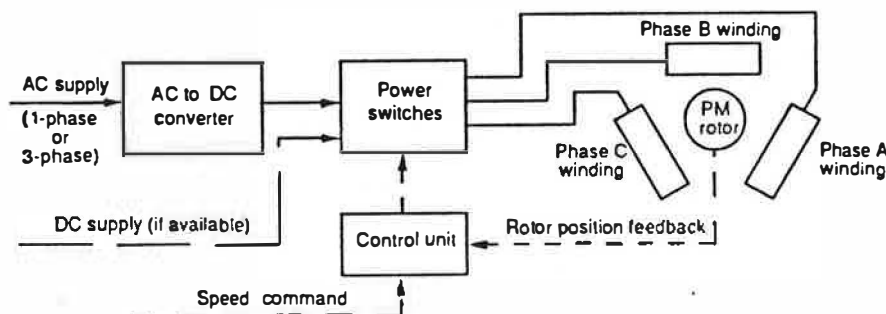 Phase B winding
AC supply
(1-phase
or
3-phase)
AC to DC
converter
Power
switches
PM
rotor
Phase C
winding
Phase A
winding
DC supply (if available)
Control unit
Rotor position feedback
Speed command